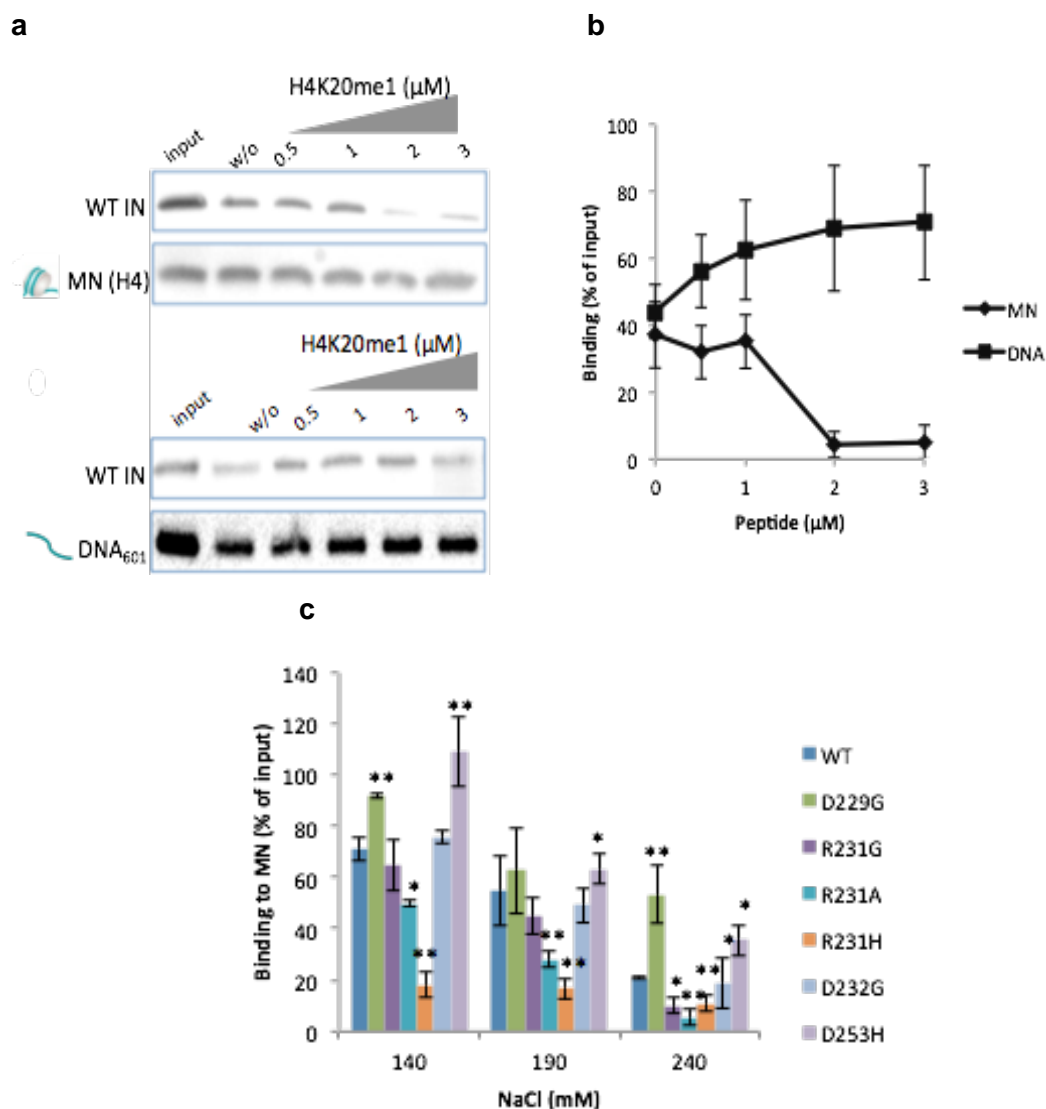 a
H4K20me1 (μM)
input
w/o
0.5
1
2
3
WT IN
MN (H4)
H4K20me1 (μM)
input
w/o
0.5
1
2
3
WT IN
DNA601
b
100
80
60
40
20
0
Binding (% of input)
0
1
2
3
Peptide (μM)
MN
DNA
c
140
120
100
80
60
40
20
0
Binding to MN (% of input)
**
*
**
**
**
**
*
**
*
**
**
*
*
140
190
240
NaCl (mM)
WT
D229G
R231G
R231A
R231H
D232G
D253H